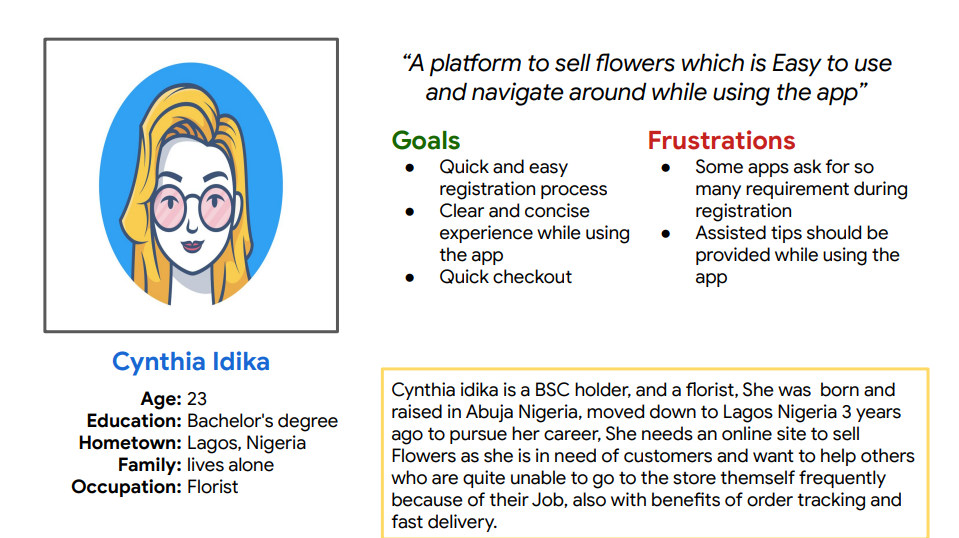 “A platform to sell flowers which is Easy to use
and navigate around while using the app”
Goals
● Quick and easy
registration process
● Clear and concise
experience while using
the app
● Quick checkout
Frustrations
● Some apps ask for so
many requirement during
registration
● Assisted tips should be
provided while using the
app
Cynthia Idika
Age: 23
Education: Bachelor's degree
Hometown: Lagos, Nigeria
Family: lives alone
Occupation: Florist
Cynthia idika is a BSC holder, and a florist, She was  born and
raised in Abuja Nigeria, moved down to Lagos Nigeria 3 years
ago to pursue her career, She needs an online site to sell
Flowers as she is in need of customers and want to help others
who are quite unable to go to the store themself frequently
because of their Job, also with benefits of order tracking and
fast delivery.